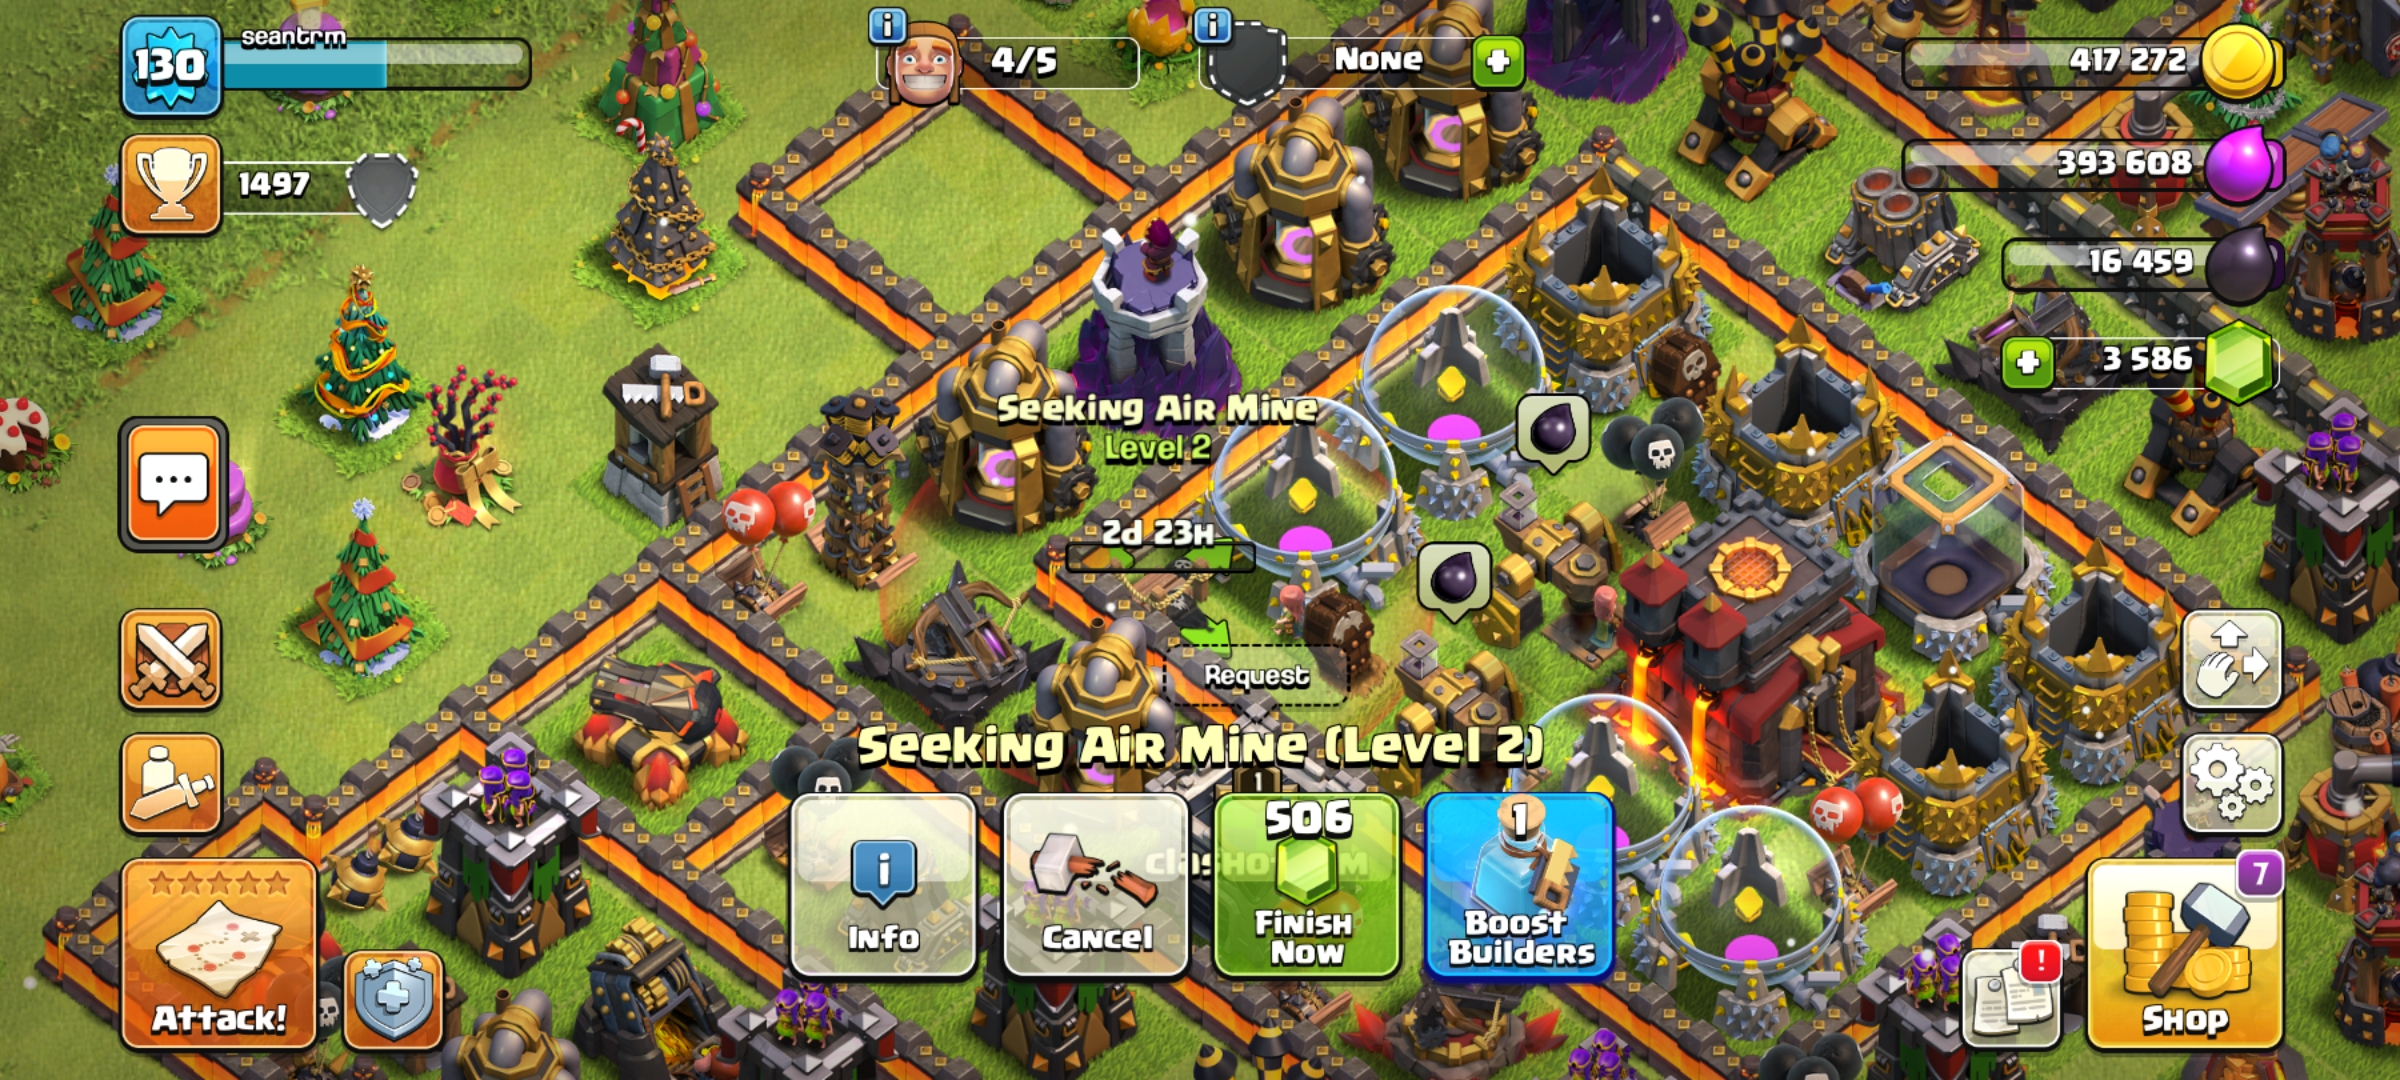 130
seantrm
4/5
None
417 272
1497
393 608
16 459
3 586
Seeking Air Mine
Level 2
2d 23h
Request
Seeking Air Mine (Level 2)
1
506
1
Info
Cancel
Finish
Now
Boost
Builders
Attack!
7
!
Shop